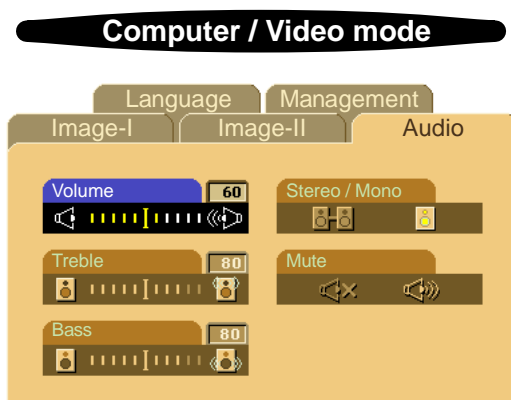 Computer / Video mode
Language Management
Image-I Image-II Audio
Volume 60 Stereo / Mono
Treble 80 Mute
Bass 80